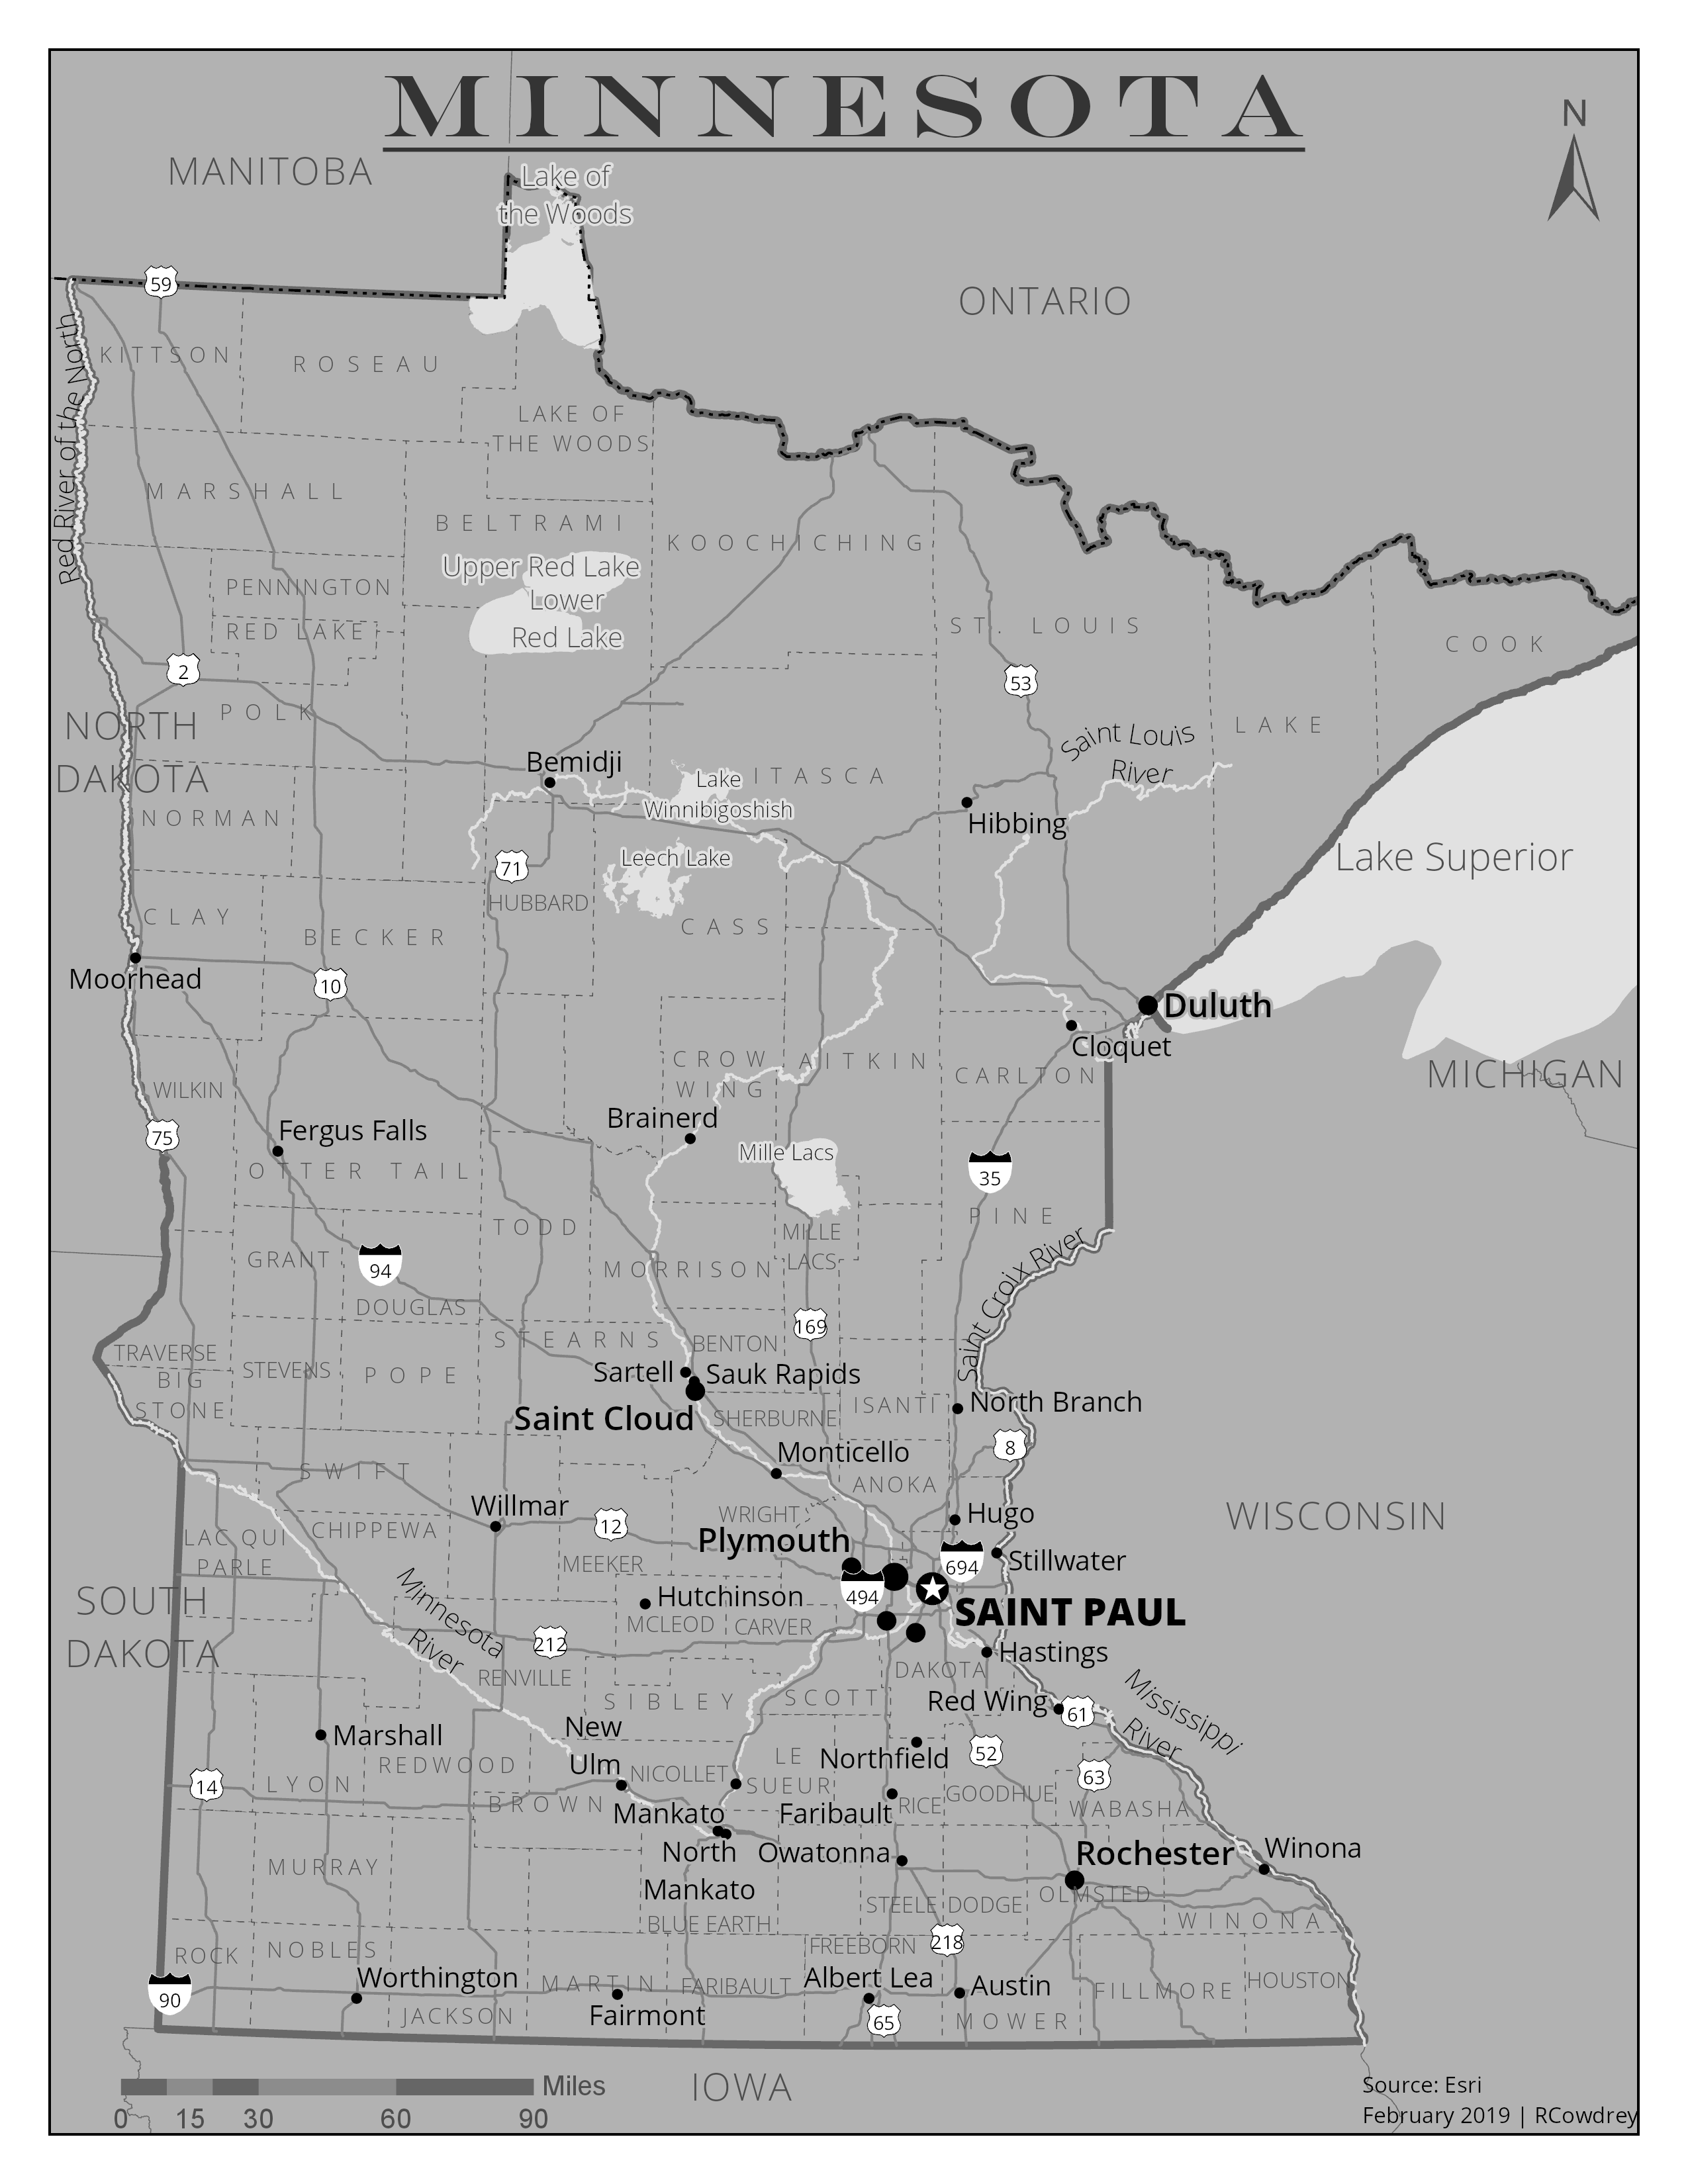 MINNESOTA
N
MANITOBA
Lake of
the Woods
ONTARIO
59
Red River of the North
KITTSON
ROSEAU
LAKE OF
THE WOODS
MARSHALL
BELTRAMI
KOOCHICHING
Upper Red Lake
Lower
Red Lake
PENNINGTON
RED LAKE
ST. LOUIS
COOK
2
53
POLK
NORTH
DAKOTA
LAKE
Saint Louis
River
Bemidji
Lake
Winnibigoshish
ITASCA
NORMAN
Hibbing
71
Leech Lake
Lake Superior
HUBBARD
CLAY
BECKER
CASS
Moorhead
10
Duluth
Cloquet
CROW
WING
AITKIN
CARLTON
MICHIGAN
WILKIN
75
Fergus Falls
Brainerd
Mille Lacs
OTTER TAIL
35
PINE
TODD
MILLE
LACS
GRANT
94
MORRISON
Saint Croix River
DOUGLAS
169
STEARNS
BENTON
TRAVERSE
BIG
STONE
STEVENS
POPE
Sartell
Sauk Rapids
Saint Cloud
SHERBURNE
ISANTI
North Branch
8
Monticello
SWIFT
ANOKA
Willmar
12
WRIGHT
Hugo
WISCONSIN
LAC QUI
PARLE
CHIPPEWA
Plymouth
MEEKER
694
Stillwater
494
SOUTH
DAKOTA
Minnesota
River
Hutchinson
SAINT PAUL
MCLEOD
CARVER
212
Hastings
RENVILLE
DAKOTA
SIBLEY
SCOTT
Red Wing
61
Mississippi
River
Marshall
New
Ulm
REDWOOD
LE
SUEUR
Northfield
52
63
14
LYON
NICOLLET
GOODHUE
BROWN
Mankato
Faribault
RICE
WABASHA
North
Mankato
Owatonna
Rochester
Winona
MURRAY
OLMSTED
STEELE
DODGE
BLUE EARTH
WINONA
ROCK
NOBLES
FREEBORN
218
Worthington
MARTIN
FARIBAULT
Albert Lea
Austin
FILLMORE
HOUSTON
90
JACKSON
Fairmont
65
MOWER
Miles
0 15 30 60 90
IOWA
Source: Esri
February 2019 | RCowdrey